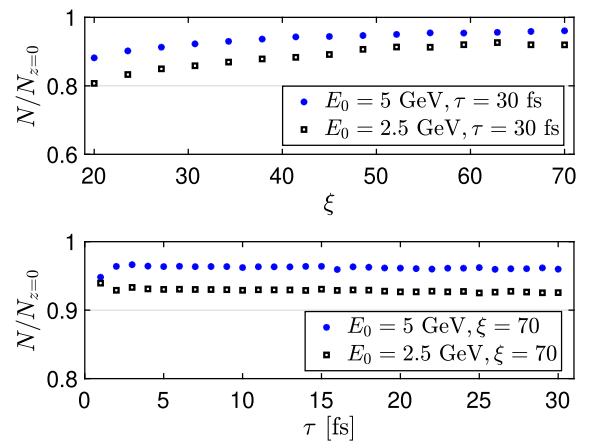 1
0.8
0.6
N/N_{z=0}
E_0 = 5 GeV, τ = 30 fs
E_0 = 2.5 GeV, τ = 30 fs
20 30 40 50 60 70
ξ
1
0.9
0.8
N/N_{z=0}
E_0 = 5 GeV, ξ = 70
E_0 = 2.5 GeV, ξ = 70
0 5 10 15 20 25 30
τ [fs]